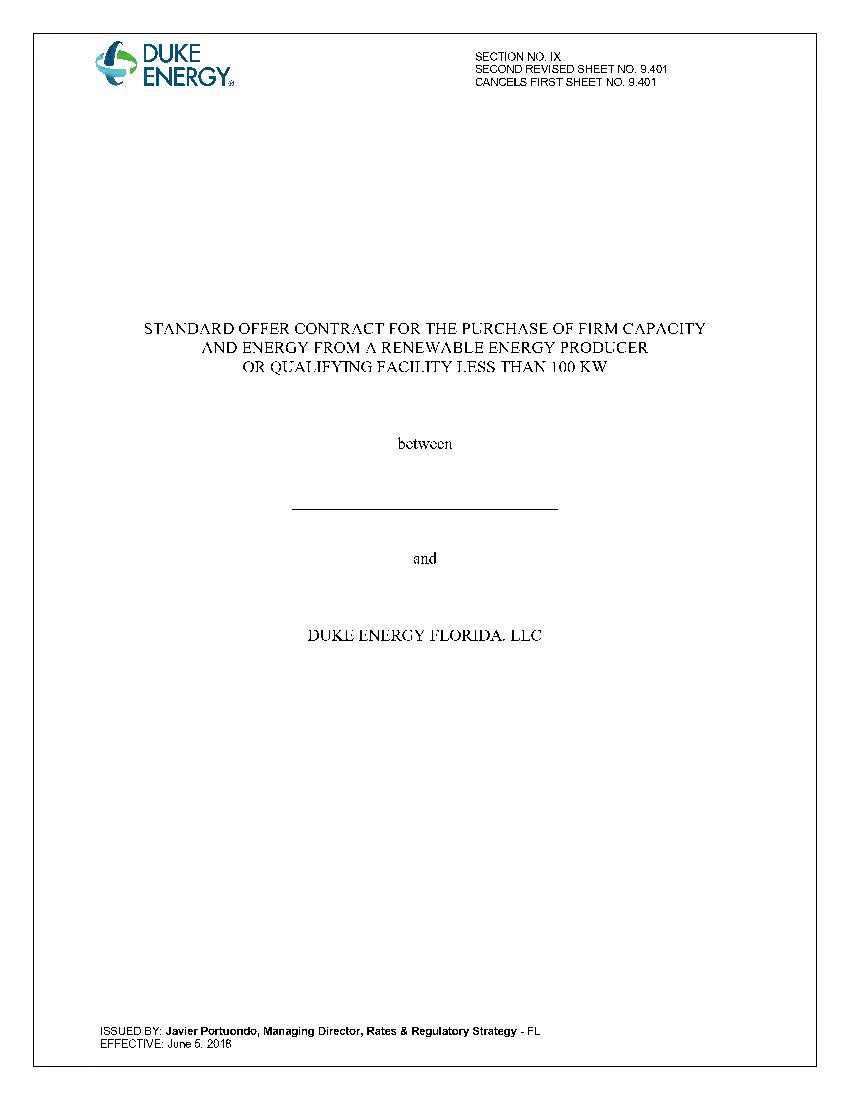 DUKE
ENERGY®
SECTION NO. IX
SECOND REVISED SHEET NO. 9.401
CANCELS FIRST SHEET NO. 9.401
STANDARD OFFER CONTRACT FOR THE PURCHASE OF FIRM CAPACITY
AND ENERGY FROM A RENEWABLE ENERGY PRODUCER
OR QUALIFYING FACILITY LESS THAN 100 KW
between
and
DUKE ENERGY FLORIDA, LLC
ISSUED BY: Javier Portuondo, Managing Director, Rates & Regulatory Strategy - FL
EFFECTIVE: June 5, 2018